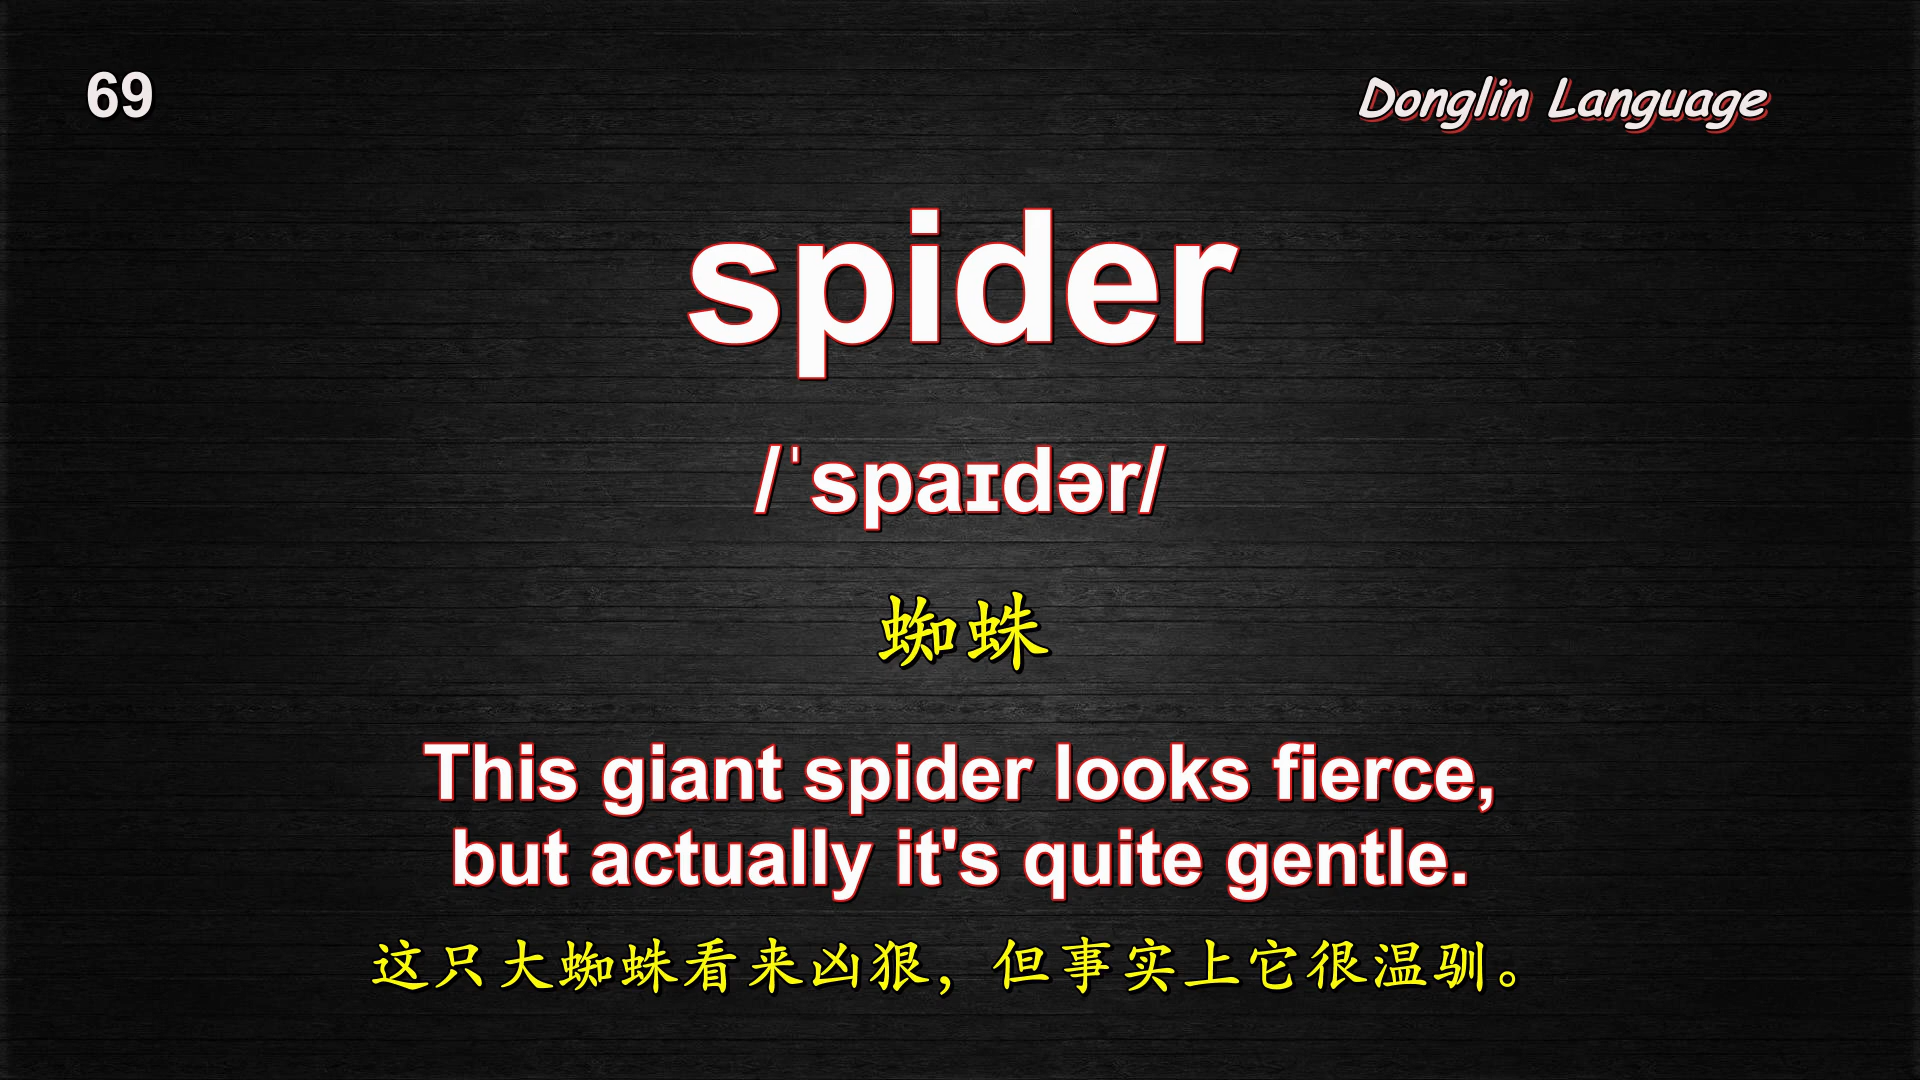 69
Donglin Language
spider
/ˈspaɪdər/
蜘蛛
This giant spider looks fierce,
but actually it's quite gentle.
这只大蜘蛛看来凶狠，但事实上它很温驯。